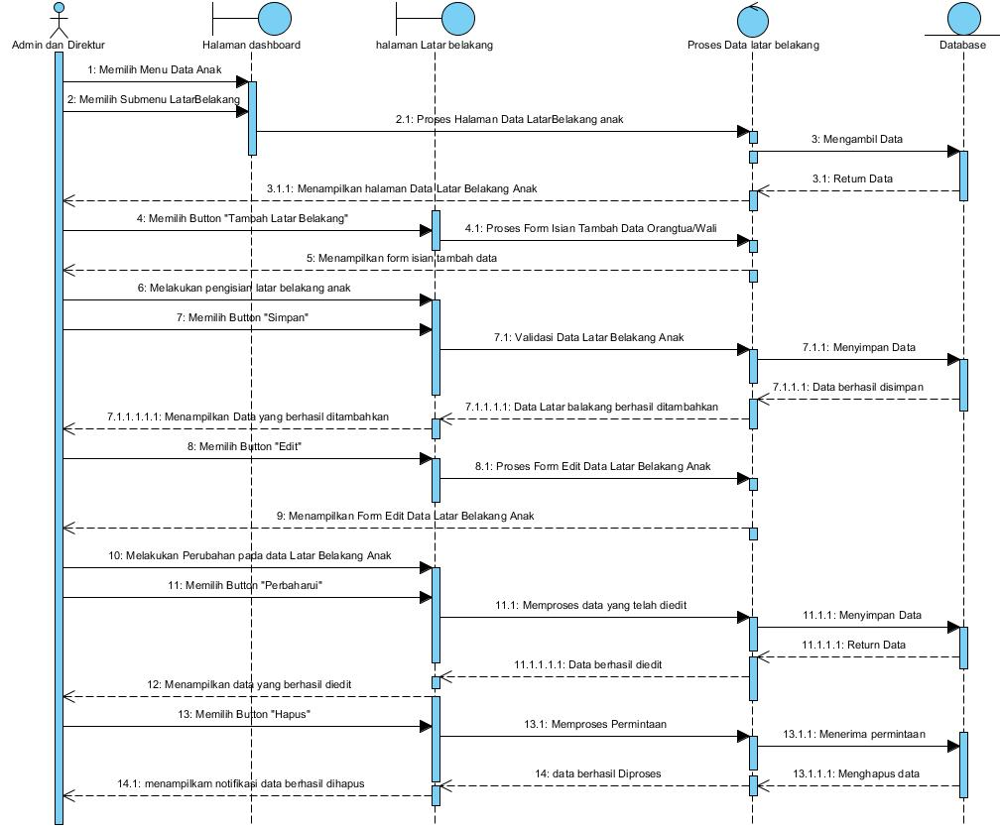 Admin dan Direktur
Halaman dashboard
halaman Latar belakang
Proses Data latar belakang
Database
1: Memilih Menu Data Anak
2: Memilih Submenu LatarBelakang
2.1: Proses Halaman Data LatarBelakang anak
3: Mengambil Data
3.1: Return Data
3.1.1: Menampilkan halaman Data Latar Belakang Anak
4: Memilih Button "Tambah Latar Belakang"
4.1: Proses Form Isian Tambah Data Orangtua/Wali
5: Menampilkan form isian tambah data
6: Melakukan pengisian latar belakang anak
7: Memilih Button "Simpan"
7.1: Validasi Data Latar Belakang Anak
7.1.1: Menyimpan Data
7.1.1.1: Data berhasil disimpan
7.1.1.1.1: Data Latar balakang berhasil ditambahkan
7.1.1.1.1.1: Menampilkan Data yang berhasil ditambahkan
8: Memilih Button "Edit"
8.1: Proses Form Edit Data Latar Belakang Anak
9: Menampilkan Form Edit Data Latar Belakang Anak
10: Melakukan Perubahan pada data Latar Belakang Anak
11: Memilih Button "Perbaharui"
11.1: Memproses data yang telah diedit
11.1.1: Menyimpan Data
11.1.1.1: Return Data
11.1.1.1.1: Data berhasil diedit
12: Menampilkan data yang berhasil diedit
13: Memilih Button "Hapus"
13.1: Memproses Permintaan
13.1.1: Menerima permintaan
13.1.1.1: Menghapus data
14: data berhasil Diproses
14.1: menampilkam notifikasi data berhasil dihapus